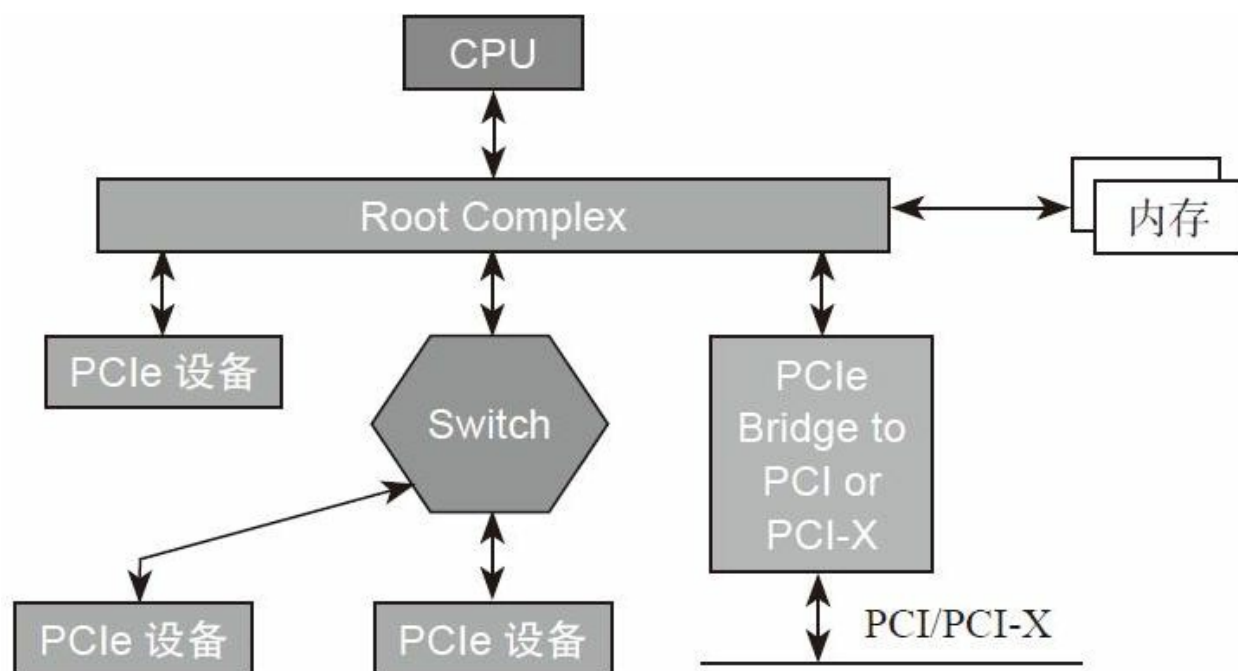 CPU
Root Complex
内存
PCIe 设备
Switch
PCIe
Bridge to
PCI or
PCI-X
PCIe 设备
PCIe 设备
PCI/PCI-X